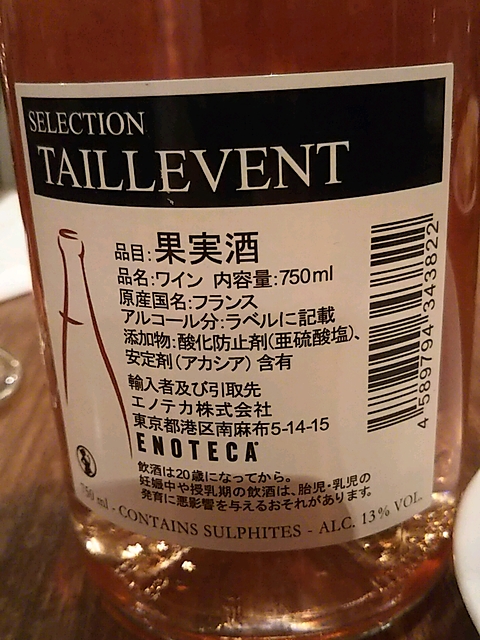 SELECTION
TAILLEVENT
品目:果実酒
品名:ワイン 内容量:750ml
原産国名:フランス
アルコール分:ラベルに記載
添加物:酸化防止剤(亜硫酸塩)、
安定剤(アカシア)含有
輸入者及び引取先
エノテカ株式会社
東京都港区南麻布5-14-15
ENOTECA
飲酒は20歳になってから。
妊娠中や授乳期の飲酒は、胎児・乳児の
発育に悪影響を与えるおそれがあります。
750 ml - CONTAINS SULPHITES - ALC. 13% VOL.
4 589794 343822